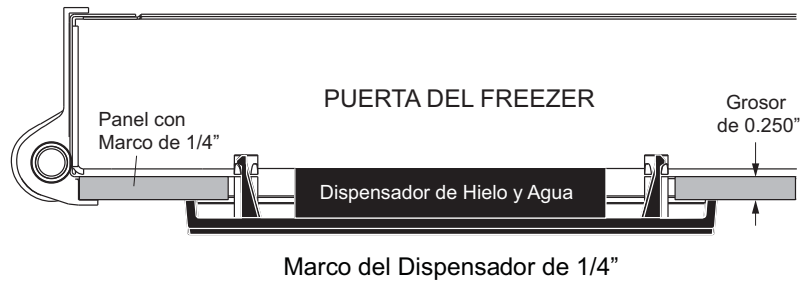 PUERTA DEL FREEZER
Panel con
Marco de 1/4”
Grosor
de 0.250”
Dispensador de Hielo y Agua
Marco del Dispensador de 1/4”